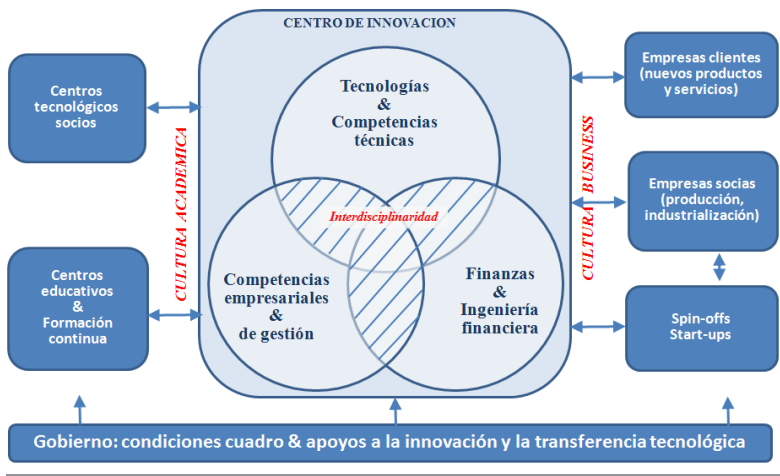 CENTRO DE INNOVACION
Centros
tecnológicos
socios
Centros
educativos
&
Formación
continua
CULTURA ACADEMICA
Tecnologías
&
Competencias
técnicas
Interdisciplinaridad
Competencias
empresariales
&
de gestión
Finanzas
&
Ingeniería
financiera
CULTURA BUSINESS
Empresas clientes
(nuevos productos
y servicios)
Empresas socias
(producción,
industrialización)
Spin-offs
Start-ups
Gobierno: condiciones cuadro & apoyos a la innovación y la transferencia tecnológica